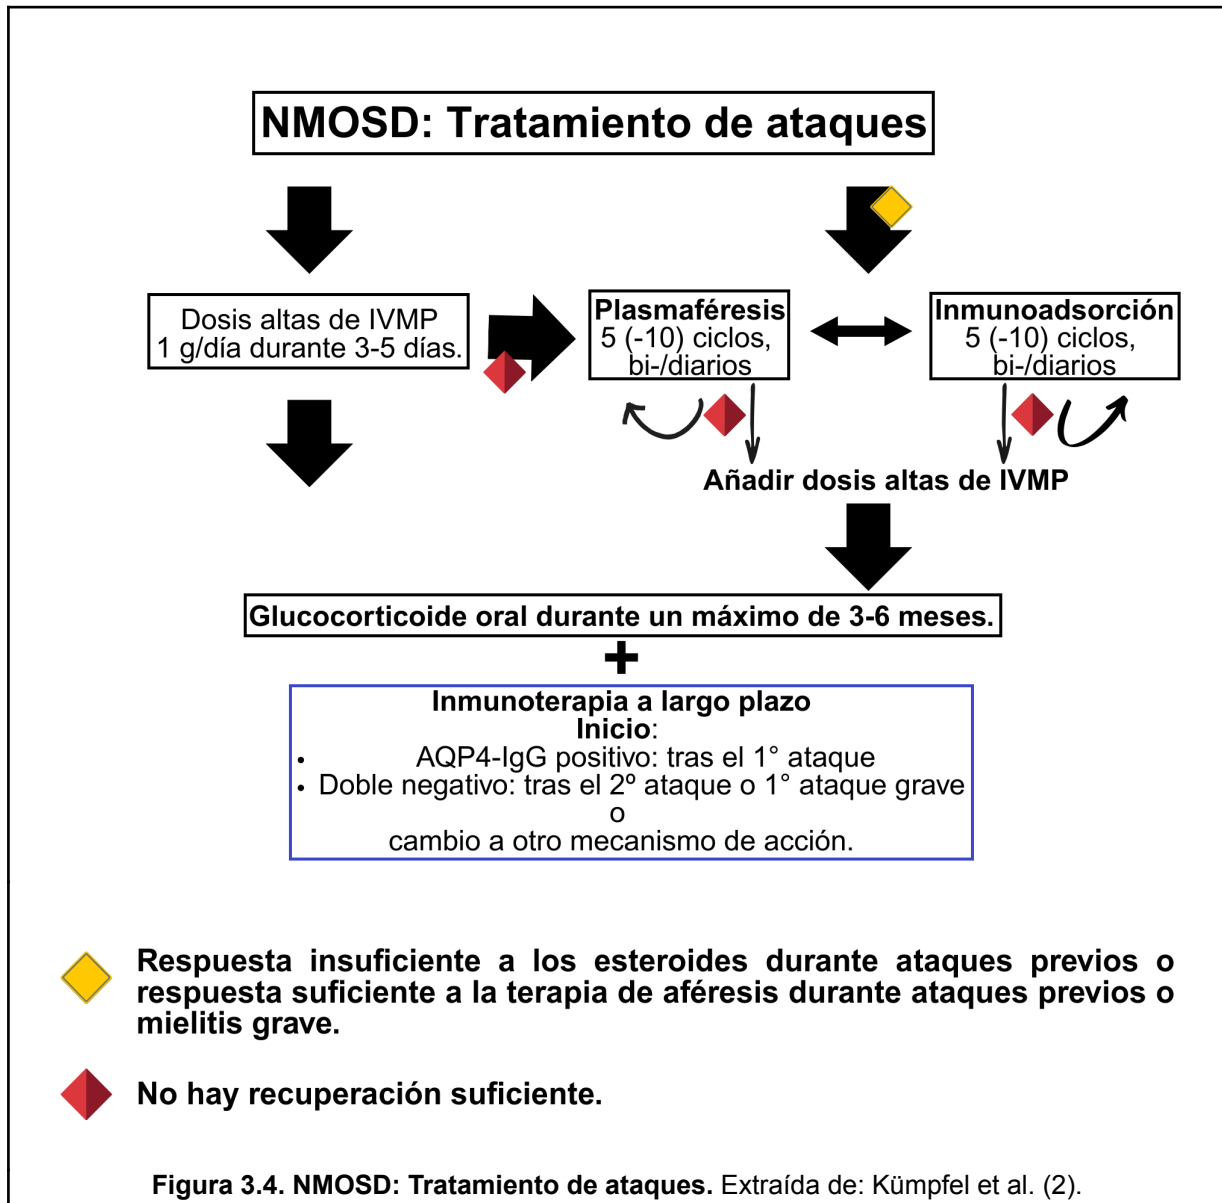 NMOSD: Tratamiento de ataques
Dosis altas de IVMP
1 g/día durante 3-5 días.
Plasmaféresis
5 (-10) ciclos,
bi-/diarios
Inmunoadsorción
5 (-10) ciclos,
bi-/diarios
Añadir dosis altas de IVMP
Glucocorticoide oral durante un máximo de 3-6 meses.
+
Inmunoterapia a largo plazo
Inicio:
• AQP4-IgG positivo: tras el 1° ataque
• Doble negativo: tras el 2º ataque o 1° ataque grave
o
cambio a otro mecanismo de acción.
Respuesta insuficiente a los esteroides durante ataques previos o
respuesta suficiente a la terapia de aféresis durante ataques previos o
mielitis grave.
No hay recuperación suficiente.
Figura 3.4. NMOSD: Tratamiento de ataques. Extraída de: Kümpfel et al. (2).